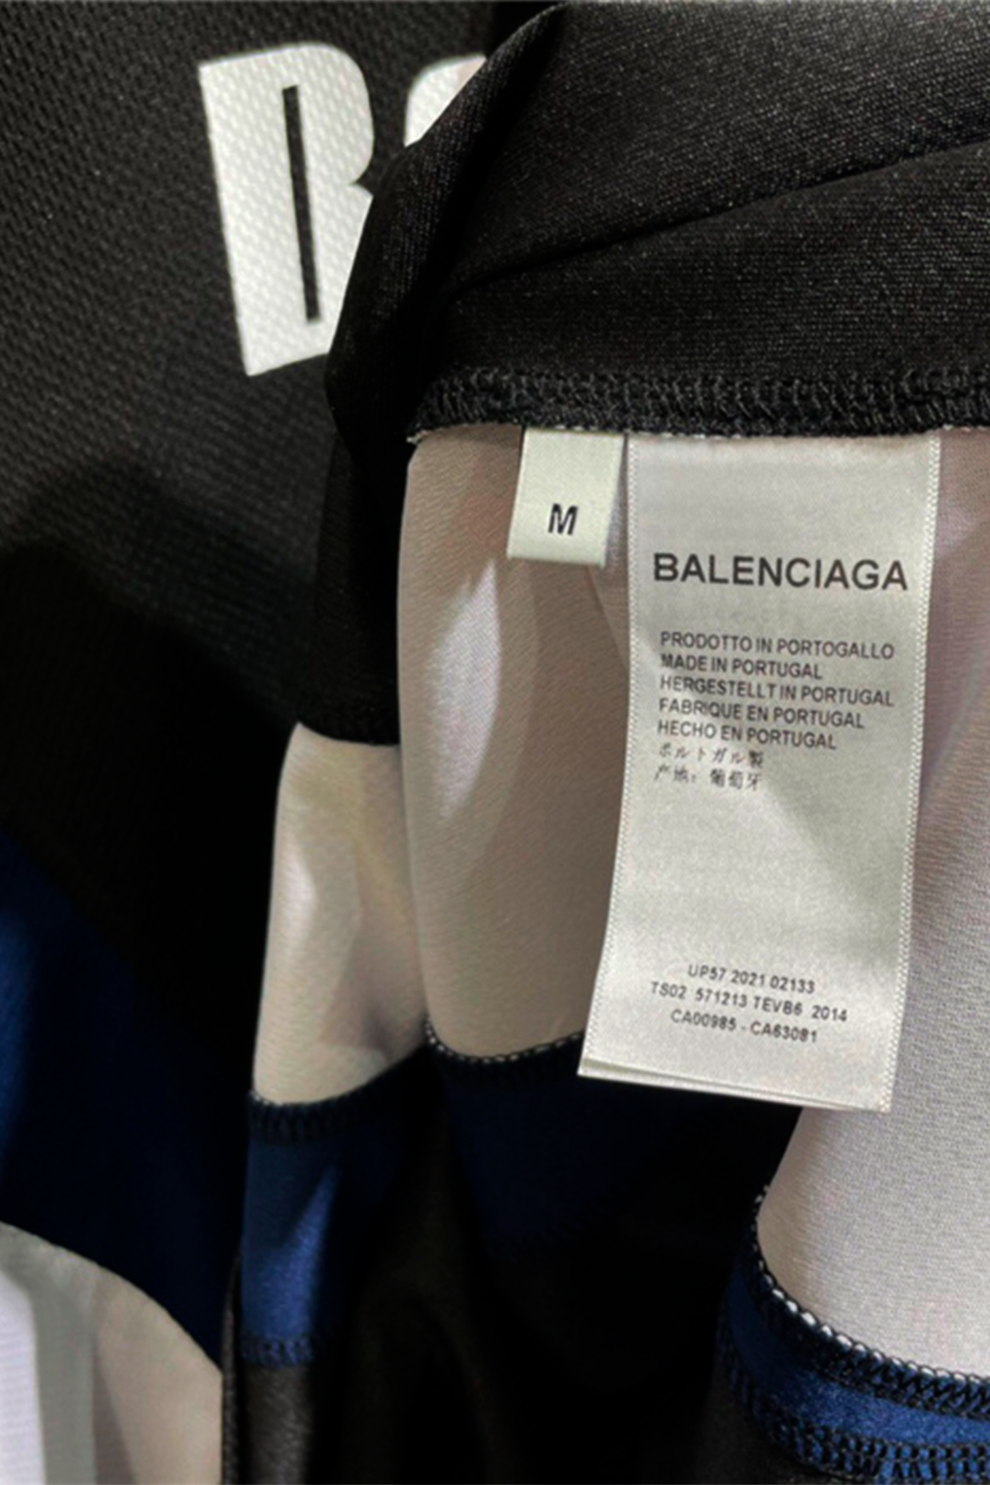 B
M
BALENCIAGA
PRODOTTO IN PORTOGALLO
MADE IN PORTUGAL
HERGESTELLT IN PORTUGAL
FABRIQUE EN PORTUGAL
HECHO EN PORTUGAL
ポルトガル製
产地：葡萄牙
UP57 2021 02133
TS02 571213 TEVB6 2014
CA00985 - CA63081